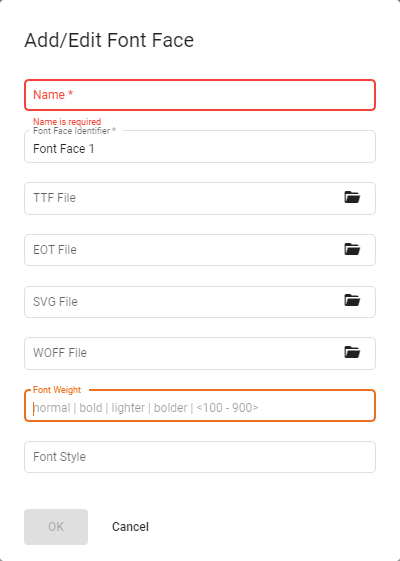 Add/Edit Font Face
Name *
Name is required
Font Face Identifier *
Font Face 1
TTF File
EOT File
SVG File
WOFF File
Font Weight
normal | bold | lighter | bolder | <100 - 900>
Font Style
OK Cancel